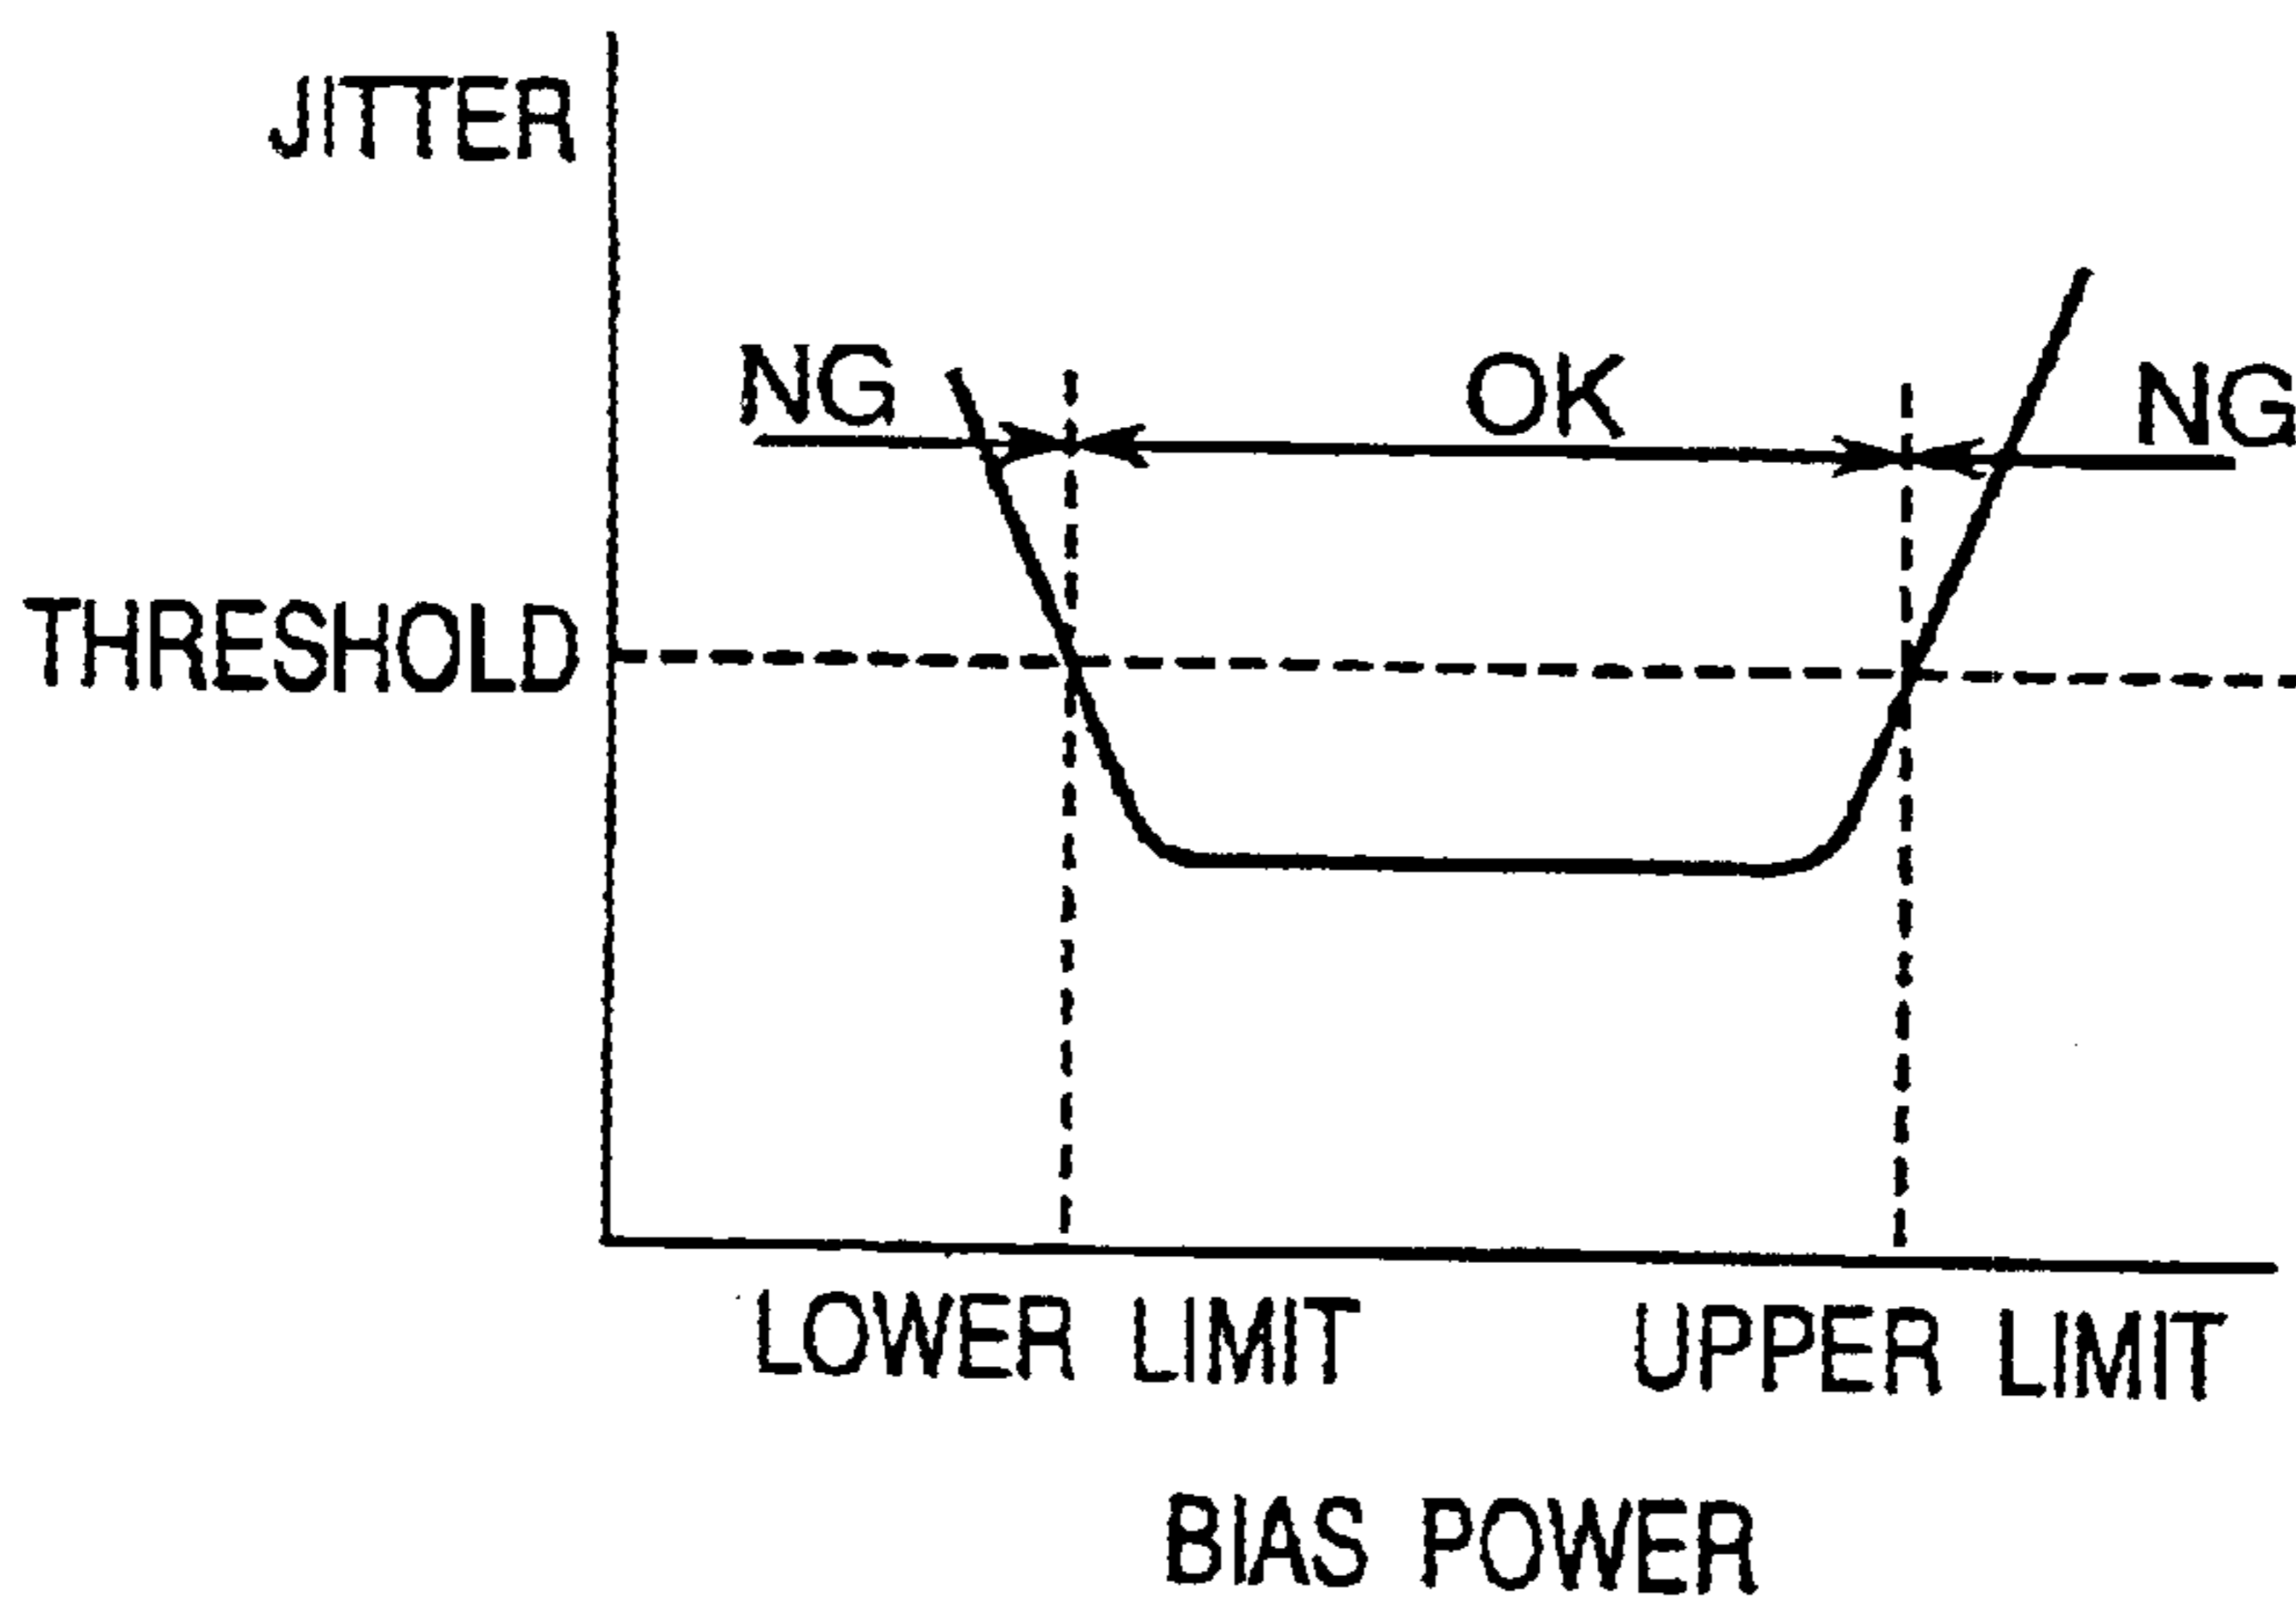 JITTER
NG OK NG
THRESHOLD
LOWER LIMIT UPPER LIMIT
BIAS POWER